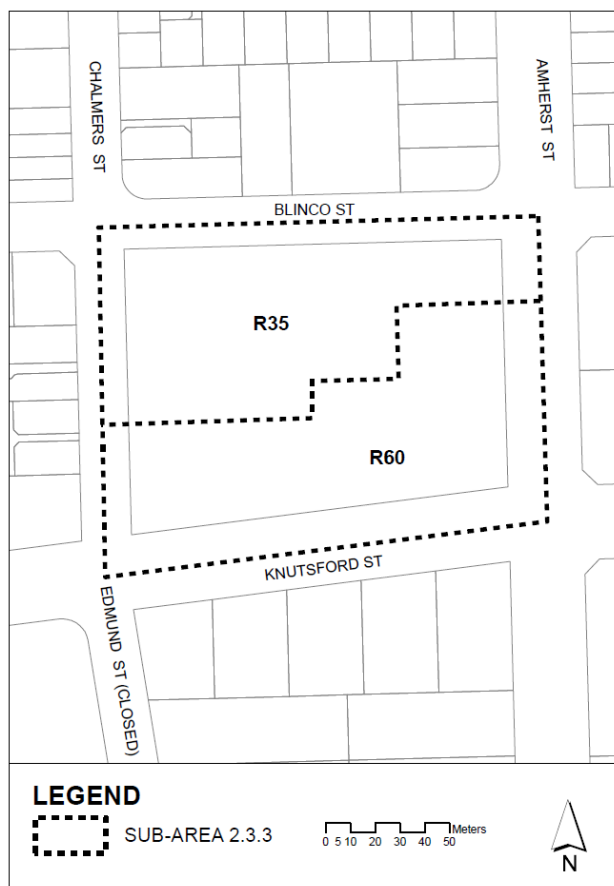 CHALMERS ST
AMHERST ST
BLINCO ST
R35
R60
KNUTSFORD ST
EDMUND ST (CLOSED)
LEGEND
SUB-AREA 2.3.3
Meters
0 5 10 20 30 40 50
N